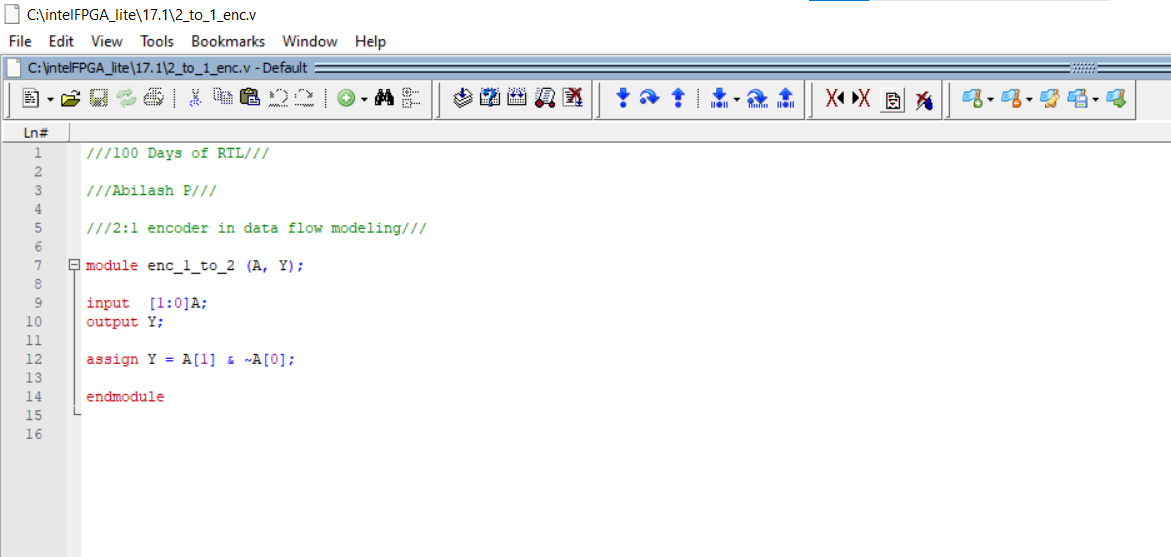 C:\intelFPGA_lite\17.1\2_to_1_enc.v
File Edit View Tools Bookmarks Window Help
C:\intelFPGA_lite\17.1\2_to_1_enc.v - Default
Ln#
1 ///100 Days of RTL///
2
3 ///Abilash P///
4
5 ///2:1 encoder in data flow modeling///
6
7 module enc_1_to_2 (A, Y);
8
9 input  [1:0]A;
10 output Y;
11
12 assign Y = A[1] & ~A[0];
13
14 endmodule
15
16